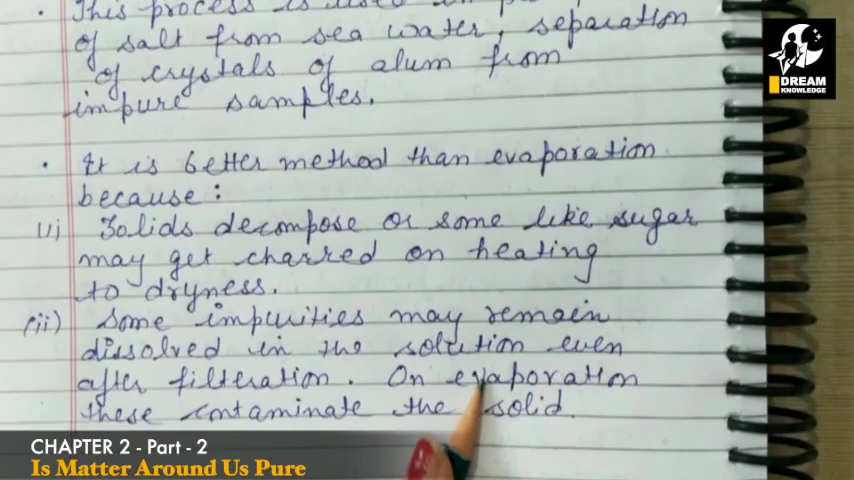 This process is used in
of salt from sea water, separation
of crystals of alum from
impure samples.
• It is better method than evaporation
because:
(i) Solids decompose or some like sugar
may get charred on heating
to dryness.
(ii) Some impurities may remain
dissolved in the solution even
after filteration. On evaporation
these contaminate the solid.
DREAM
KNOWLEDGE
CHAPTER 2 - Part - 2
Is Matter Around Us Pure